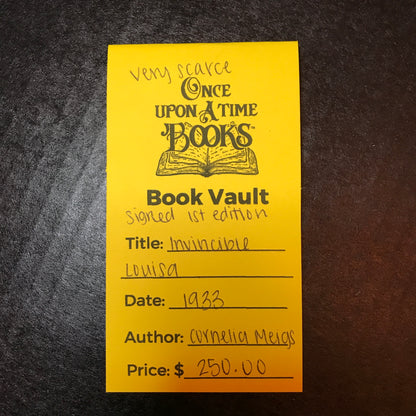 very scarce
ONCE
UPON A TIME
BOOKS
Book Vault
signed 1st edition
Title: Invincible
Louisa
Date: 1933
Author: Cornelia Meigs
Price: $ 250.00